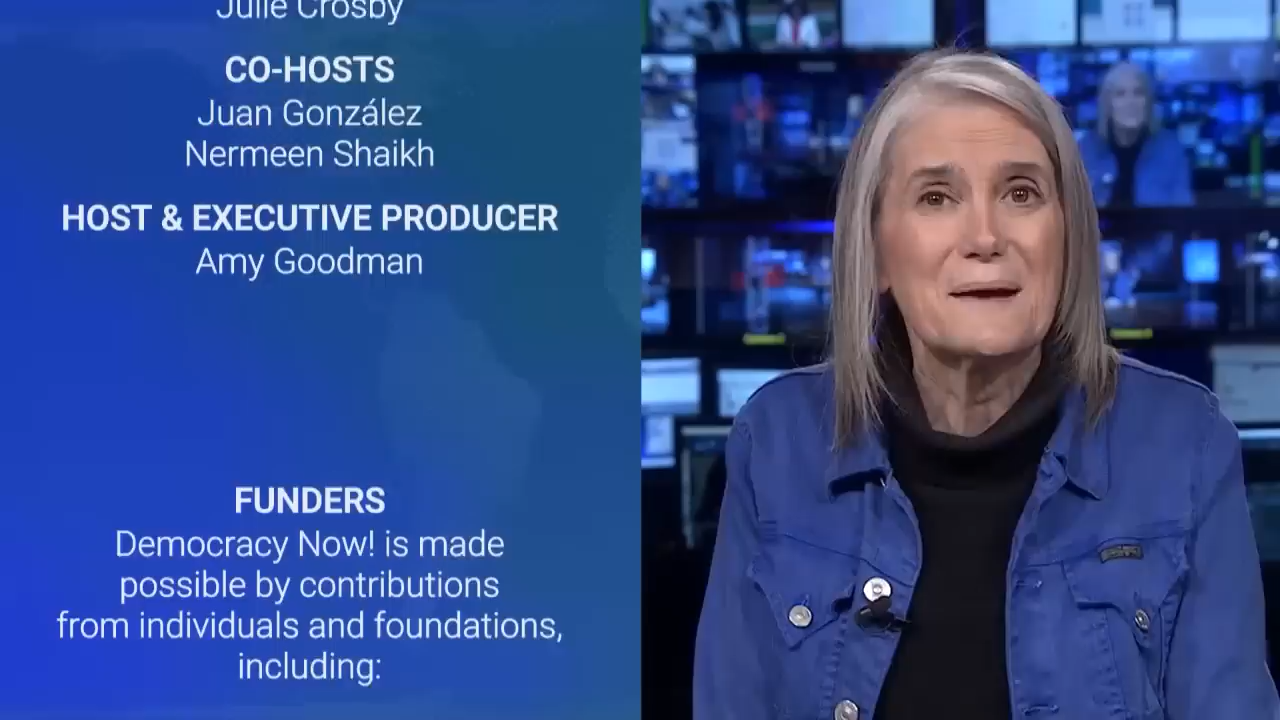 Julie Crosby
CO-HOSTS
Juan González
Nermeen Shaikh
HOST & EXECUTIVE PRODUCER
Amy Goodman
FUNDERS
Democracy Now! is made
possible by contributions
from individuals and foundations,
including: